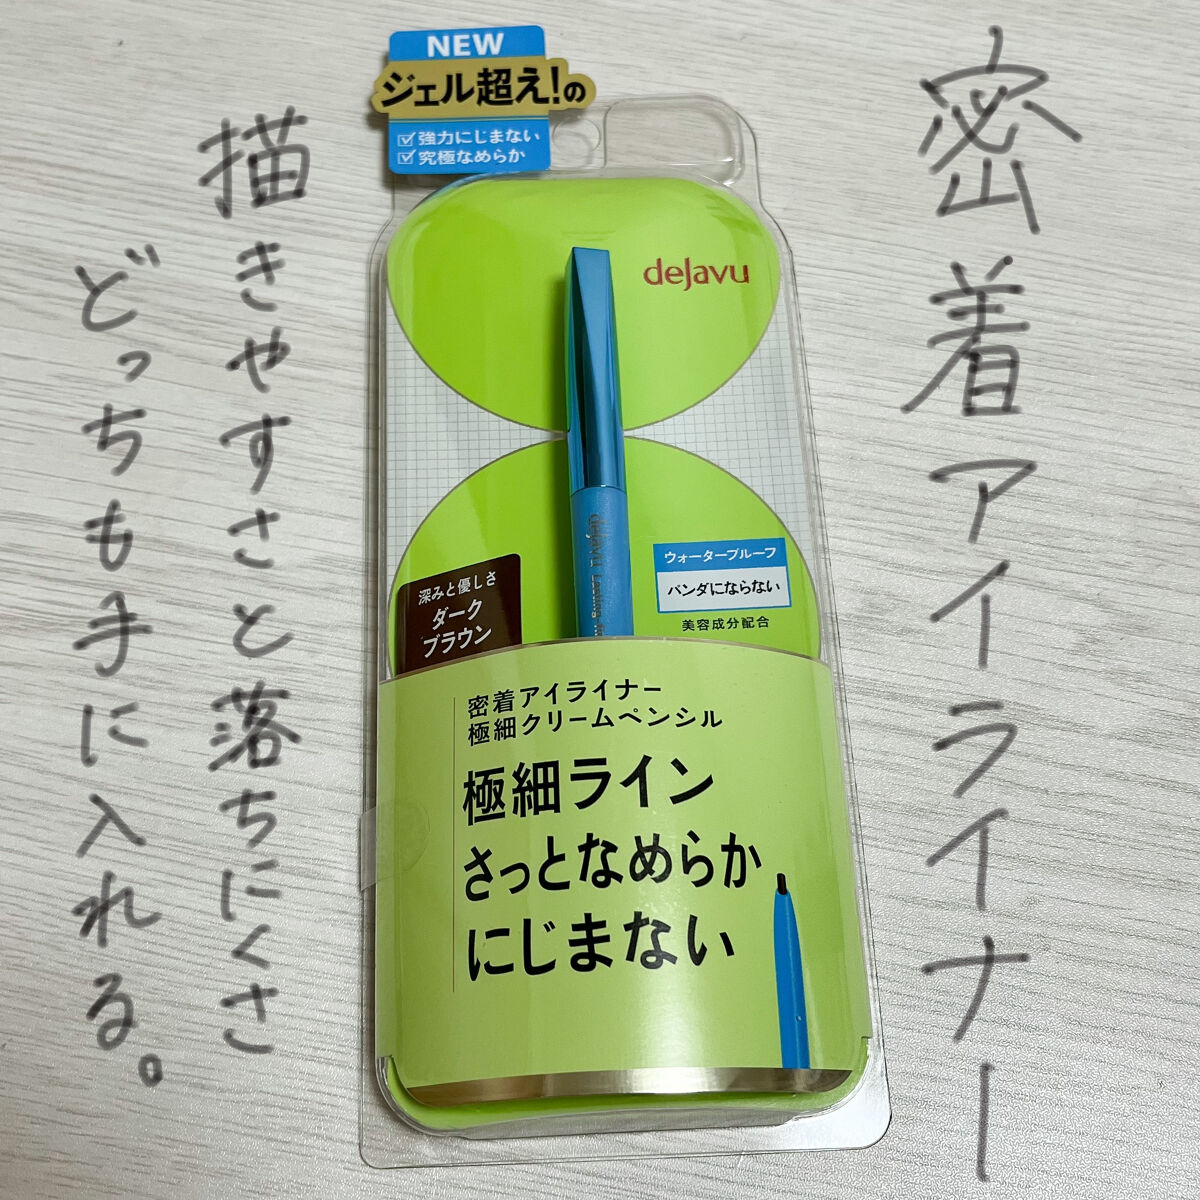 密着アイライナー
描きやすさと落ちにくさ
どっちも手に入れる。
NEW
ジェル超え!の
強力にじまない
究極なめらか
dejavu
dejavu
深みと優しさ
ダーク
ブラウン
ウォータープルーフ
パンダにならない
美容成分配合
密着アイライナー
極細クリームペンシル
極細ライン
さっとなめらか
にじまない